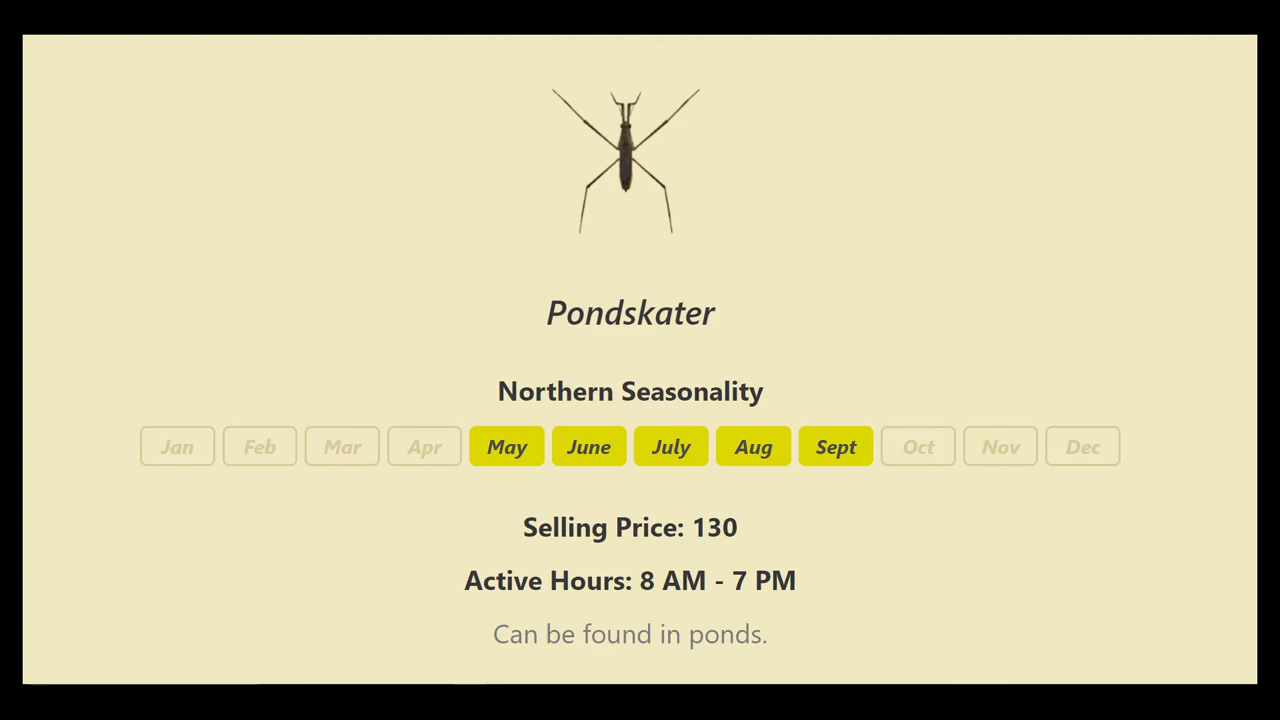 Pondskater
Northern Seasonality
Jan Feb Mar Apr May June July Aug Sept Oct Nov Dec
Selling Price: 130
Active Hours: 8 AM - 7 PM
Can be found in ponds.